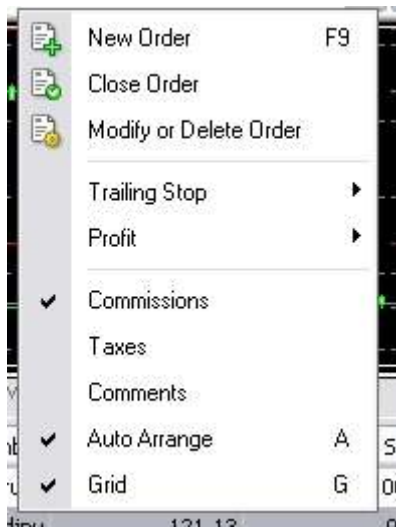 New Order F9
Close Order
Modify or Delete Order
Trailing Stop
Profit
Commissions
Taxes
Comments
Auto Arrange A
Grid G
121.13